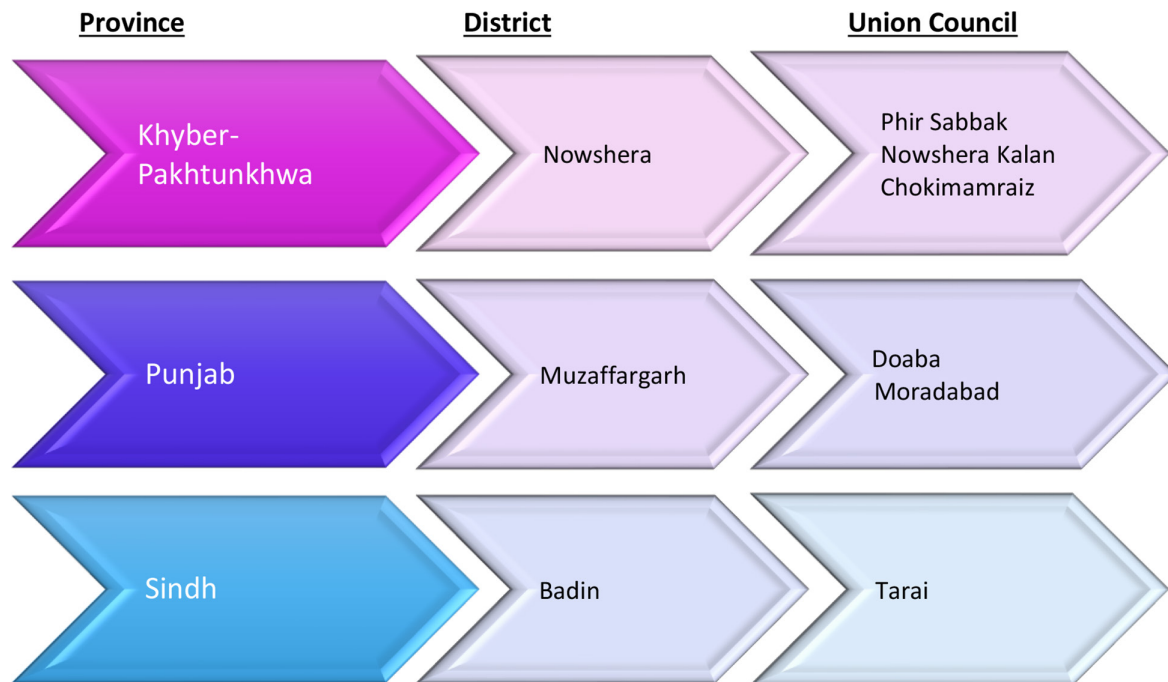 Province
District
Union Council
Khyber-
Pakhtunkhwa
Nowshera
Phir Sabbak
Nowshera Kalan
Chokimamraiz
Punjab
Muzaffargarh
Doaba
Moradabad
Sindh
Badin
Tarai